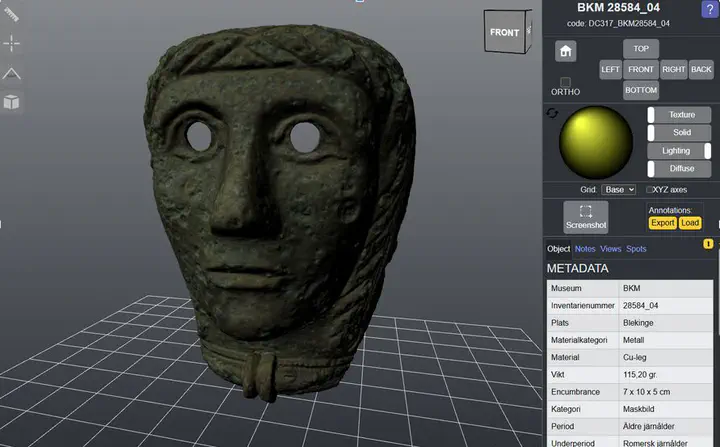 BKM 28584_04
code: DC317_BKM28584_04
?
FRONT
TOP
LEFT FRONT RIGHT BACK
BOTTOM
ORTHO
Texture
Solid
Lighting
Diffuse
Grid: Base XYZ axes
Screenshot
Annotations:
Export Load
1
Object Notes Views Spots
METADATA
Museum BKM
Inventarienummer 28584_04
Plats Blekinge
Materialkategori Metall
Material Cu-leg
Vikt 115,20 gr.
Encumbrance 7 x 10 x 5 cm
Kategori Maskbild
Period Äldre järnålder
Underperiod Romersk järnålder